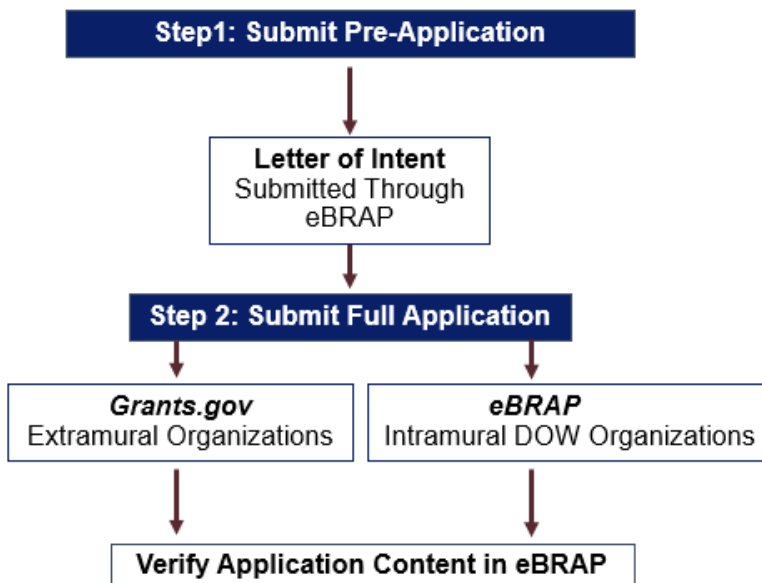 Step1: Submit Pre-Application
Letter of Intent
Submitted Through
eBRAP
Step 2: Submit Full Application
Grants.gov
Extramural Organizations
eBRAP
Intramural DOW Organizations
Verify Application Content in eBRAP